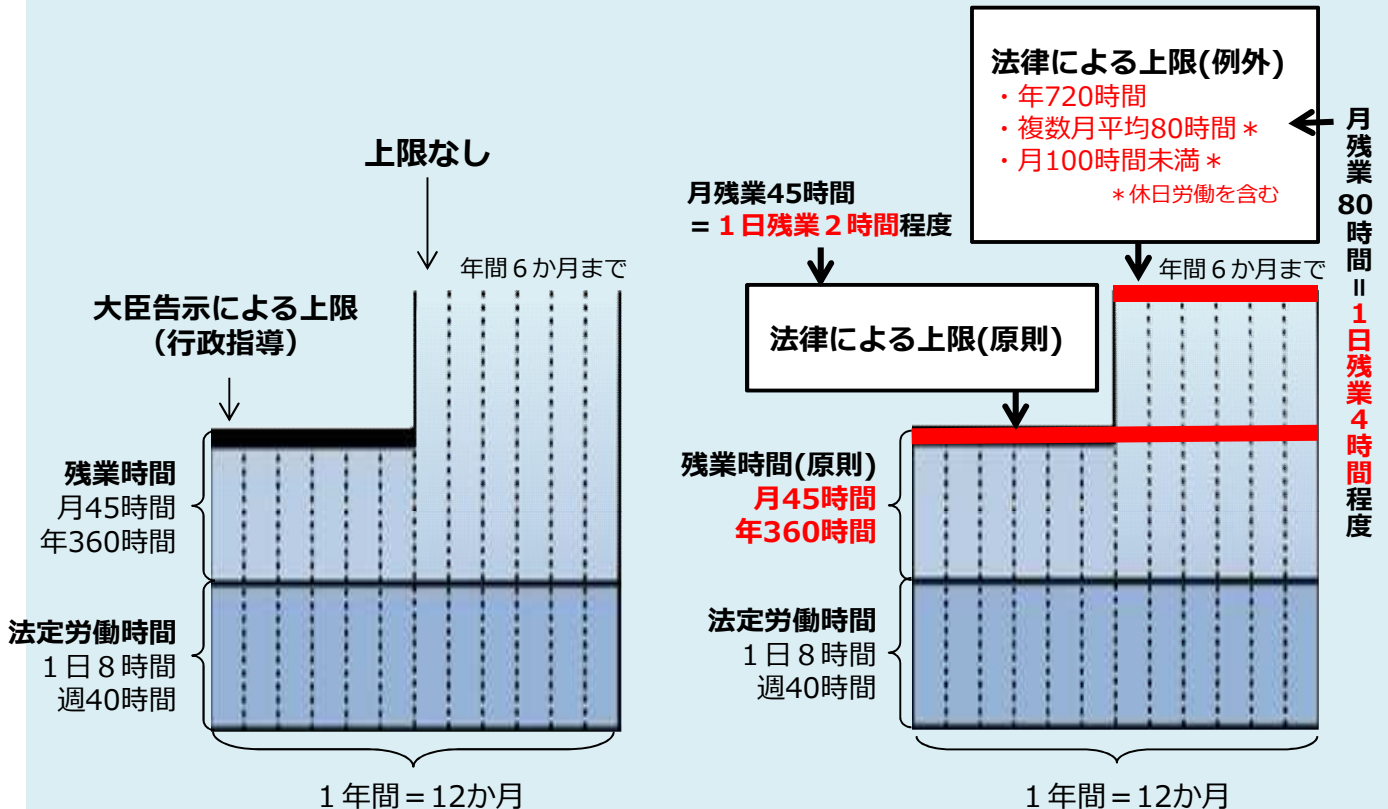 上限なし
年間６か月まで
大臣告示による上限
（行政指導）
残業時間
月45時間
年360時間
法定労働時間
１日８時間
週40時間
１年間＝12か月
法律による上限(例外)
・年720時間
・複数月平均80時間＊
・月100時間未満＊
＊休日労働を含む
月残業80時間＝１日残業４時間程度
月残業45時間
＝１日残業２時間程度
年間６か月まで
法律による上限(原則)
残業時間(原則)
月45時間
年360時間
法定労働時間
１日８時間
週40時間
１年間＝12か月